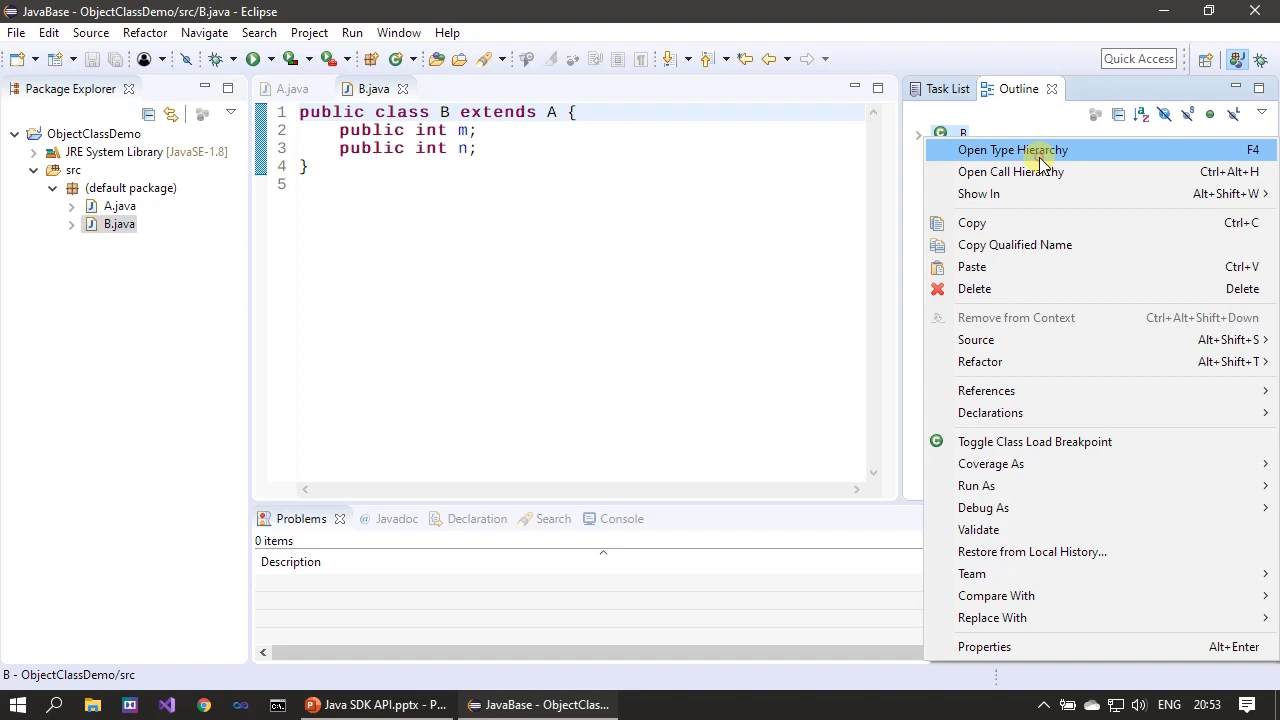 JavaBase - ObjectClassDemo/src/B.java - Eclipse
File Edit Source Refactor Navigate Search Project Run Window Help
Quick Access
Package Explorer
ObjectClassDemo
JRE System Library [JavaSE-1.8]
src
(default package)
A.java
B.java
A.java B.java
1 public class B extends A {
2 public int m;
3 public int n;
4 }
5
Task List Outline
B
Open Type Hierarchy F4
Open Call Hierarchy Ctrl+Alt+H
Show In Alt+Shift+W
Copy Ctrl+C
Copy Qualified Name
Paste Ctrl+V
Delete Delete
Remove from Context Ctrl+Alt+Shift+Down
Source Alt+Shift+S
Refactor Alt+Shift+T
References
Declarations
Toggle Class Load Breakpoint
Coverage As
Run As
Debug As
Validate
Restore from Local History...
Team
Compare With
Replace With
Properties Alt+Enter
Problems Javadoc Declaration Search Console
0 items
Description
B - ObjectClassDemo/src
Java SDK API.pptx - P... JavaBase - ObjectClas... ENG 20:53